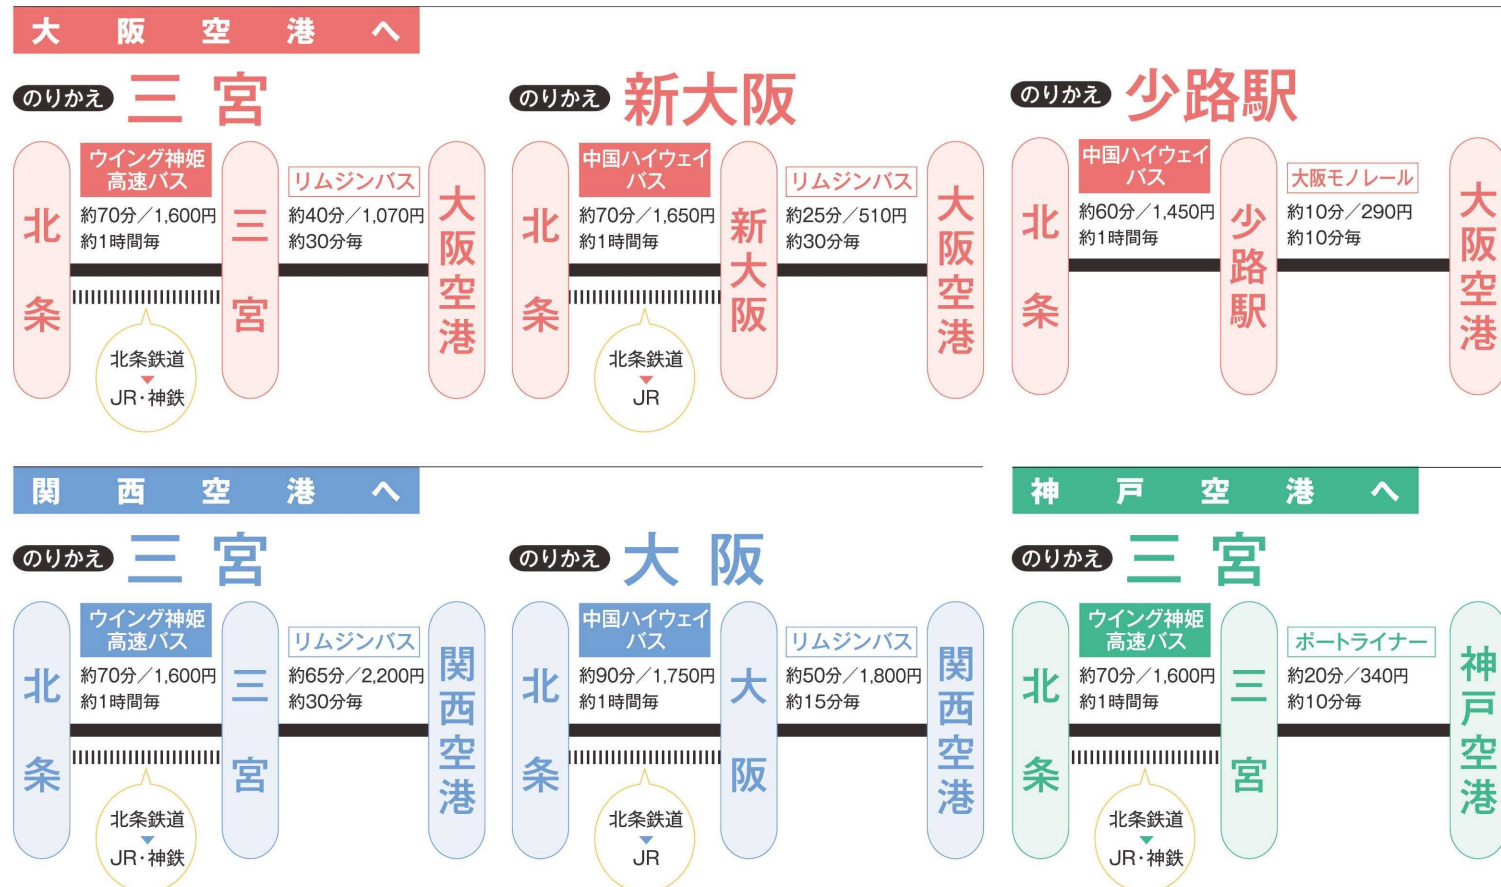 大阪空港へ
のりかえ 三宮
北条
ウイング神姫
高速バス
約70分／1,600円
約1時間毎
北条鉄道
▼
JR・神鉄
三宮
リムジンバス
約40分／1,070円
約30分毎
大阪空港
のりかえ 新大阪
北条
中国ハイウェイ
バス
約70分／1,650円
約1時間毎
北条鉄道
▼
JR
新大阪
リムジンバス
約25分／510円
約30分毎
大阪空港
のりかえ 少路駅
北条
中国ハイウェイ
バス
約60分／1,450円
約1時間毎
少路駅
大阪モノレール
約10分／290円
約10分毎
大阪空港
関西空港へ
のりかえ 三宮
北条
ウイング神姫
高速バス
約70分／1,600円
約1時間毎
北条鉄道
▼
JR・神鉄
三宮
リムジンバス
約65分／2,200円
約30分毎
関西空港
のりかえ 大阪
北条
中国ハイウェイ
バス
約90分／1,750円
約1時間毎
北条鉄道
▼
JR
大阪
リムジンバス
約50分／1,800円
約15分毎
関西空港
神戸空港へ
のりかえ 三宮
北条
ウイング神姫
高速バス
約70分／1,600円
約1時間毎
北条鉄道
▼
JR・神鉄
三宮
ポートライナー
約20分／340円
約10分毎
神戸空港